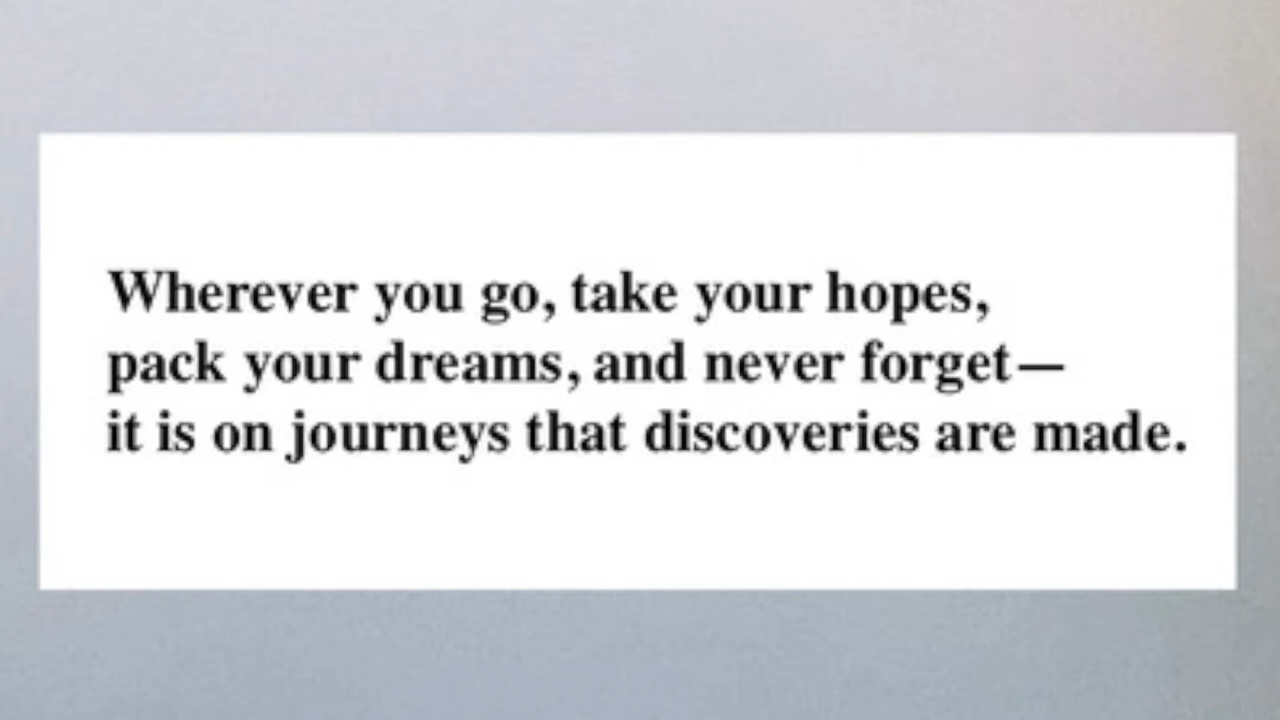 Wherever you go, take your hopes,
pack your dreams, and never forget—
it is on journeys that discoveries are made.